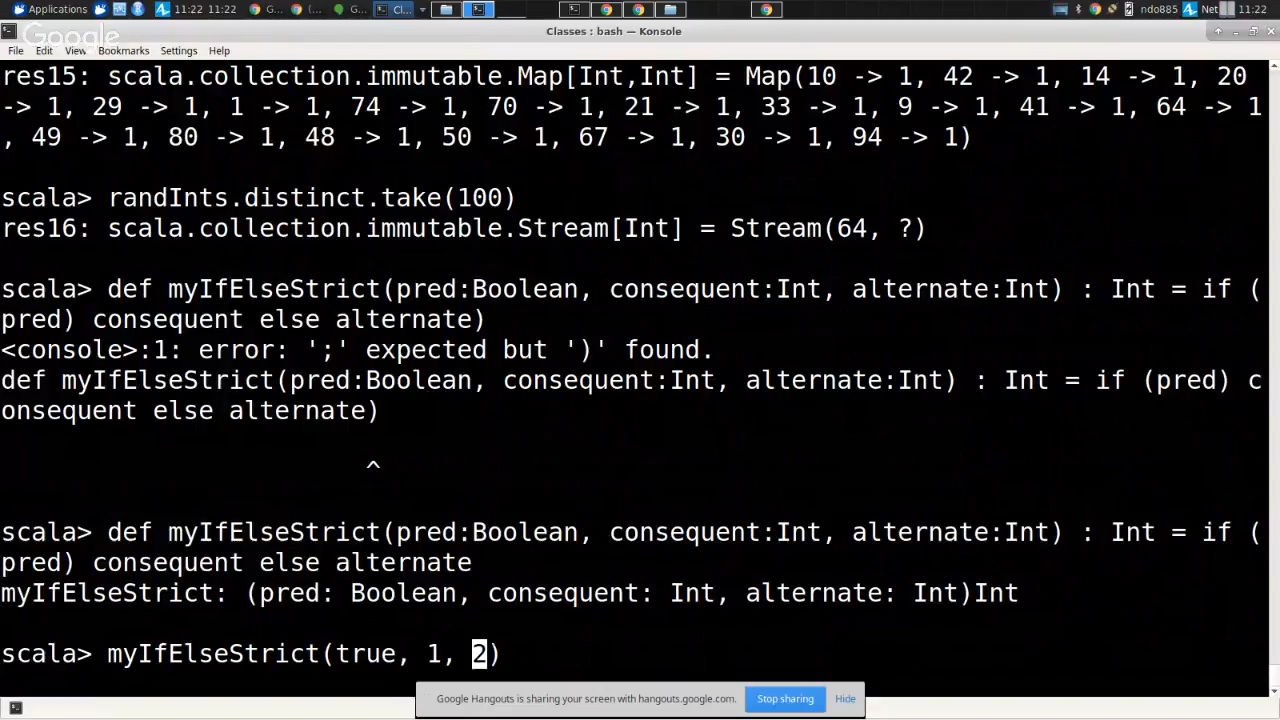 Applications 11:22 11:22 G... (... G... Cl... ndo885 Net 11:22
Google
Classes : bash — Konsole
File Edit View Bookmarks Settings Help
res15: scala.collection.immutable.Map[Int,Int] = Map(10 -> 1, 42 -> 1, 14 -> 1, 20
-> 1, 29 -> 1, 1 -> 1, 74 -> 1, 70 -> 1, 21 -> 1, 33 -> 1, 9 -> 1, 41 -> 1, 64 -> 1
, 49 -> 1, 80 -> 1, 48 -> 1, 50 -> 1, 67 -> 1, 30 -> 1, 94 -> 1)
scala> randInts.distinct.take(100)
res16: scala.collection.immutable.Stream[Int] = Stream(64, ?)
scala> def myIfElseStrict(pred:Boolean, consequent:Int, alternate:Int) : Int = if (
pred) consequent else alternate)
<console>:1: error: ';' expected but ')' found.
def myIfElseStrict(pred:Boolean, consequent:Int, alternate:Int) : Int = if (pred) c
onsequent else alternate)
^
scala> def myIfElseStrict(pred:Boolean, consequent:Int, alternate:Int) : Int = if (
pred) consequent else alternate
myIfElseStrict: (pred: Boolean, consequent: Int, alternate: Int)Int
scala> myIfElseStrict(true, 1, 2)
Google Hangouts is sharing your screen with hangouts.google.com. Stop sharing Hide